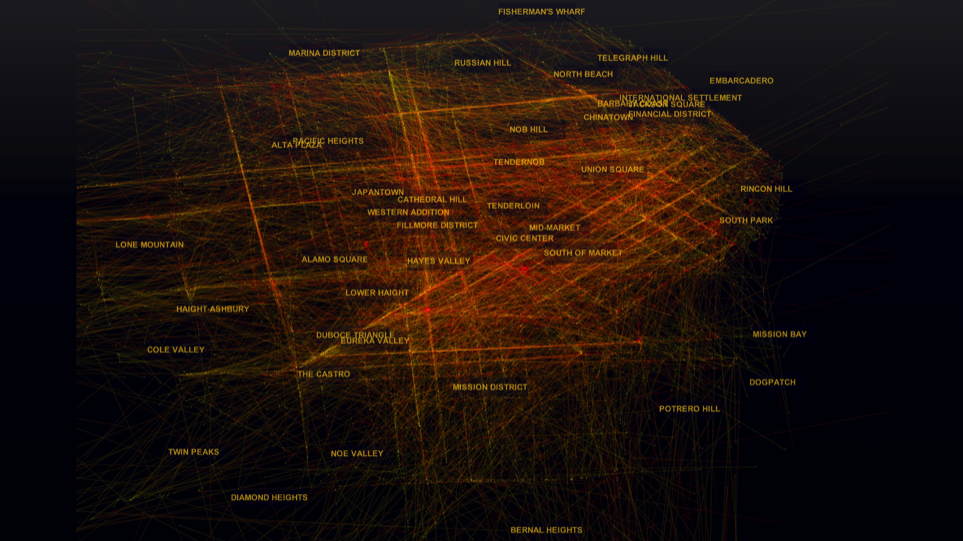 FISHERMAN'S WHARF
MARINA DISTRICT
TELEGRAPH HILL
RUSSIAN HILL
NORTH BEACH
EMBARCADERO
INTERNATIONAL SETTLEMENT
BARBARY COAST
JACKSON SQUARE
FINANCIAL DISTRICT
CHINATOWN
NOB HILL
PACIFIC HEIGHTS
ALTA PLAZA
TENDERNOB
UNION SQUARE
RINCON HILL
JAPANTOWN
CATHEDRAL HILL
TENDERLOIN
WESTERN ADDITION
SOUTH PARK
FILLMORE DISTRICT
MID-MARKET
CIVIC CENTER
LONE MOUNTAIN
SOUTH OF MARKET
ALAMO SQUARE
HAYES VALLEY
LOWER HAIGHT
HAIGHT-ASHBURY
DUBOCE TRIANGLE
MISSION BAY
EUREKA VALLEY
COLE VALLEY
THE CASTRO
DOGPATCH
MISSION DISTRICT
POTRERO HILL
TWIN PEAKS
NOE VALLEY
DIAMOND HEIGHTS
BERNAL HEIGHTS